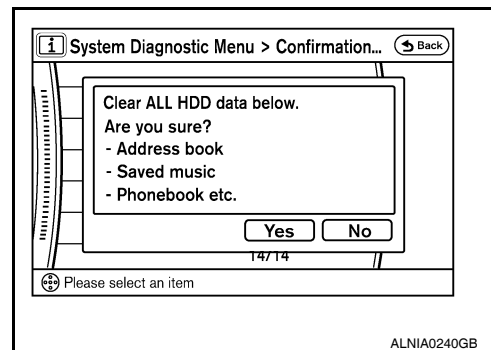 i System Diagnostic Menu > Confirmation... Back
Clear ALL HDD data below.
Are you sure?
- Address book
- Saved music
- Phonebook etc.
Yes No
14/14
Please select an item
ALNIA0240GB